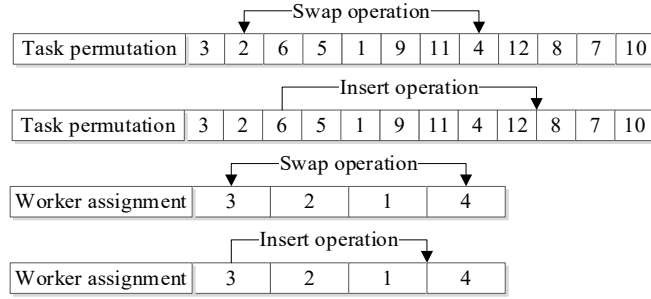 Swap operation
Task permutation 3 2 6 5 1 9 11 4 12 8 7 10
Insert operation
Task permutation 3 2 6 5 1 9 11 4 12 8 7 10
Swap operation
Worker assignment 3 2 1 4
Insert operation
Worker assignment 3 2 1 4